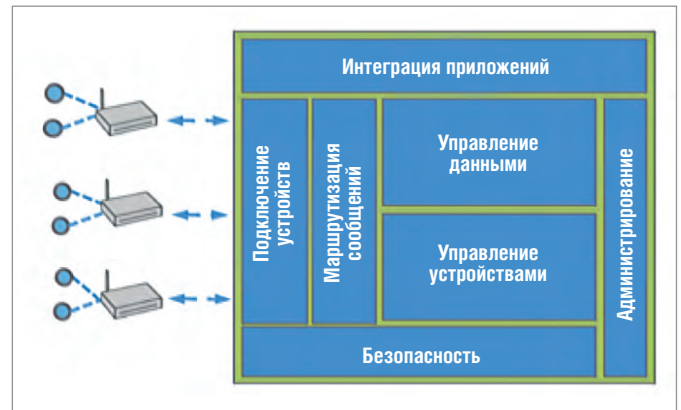 Интеграция приложений
Подключение
устройств
Маршрутизация
сообщений
Управление
данными
Управление
устройствами
Администрирование
Безопасность